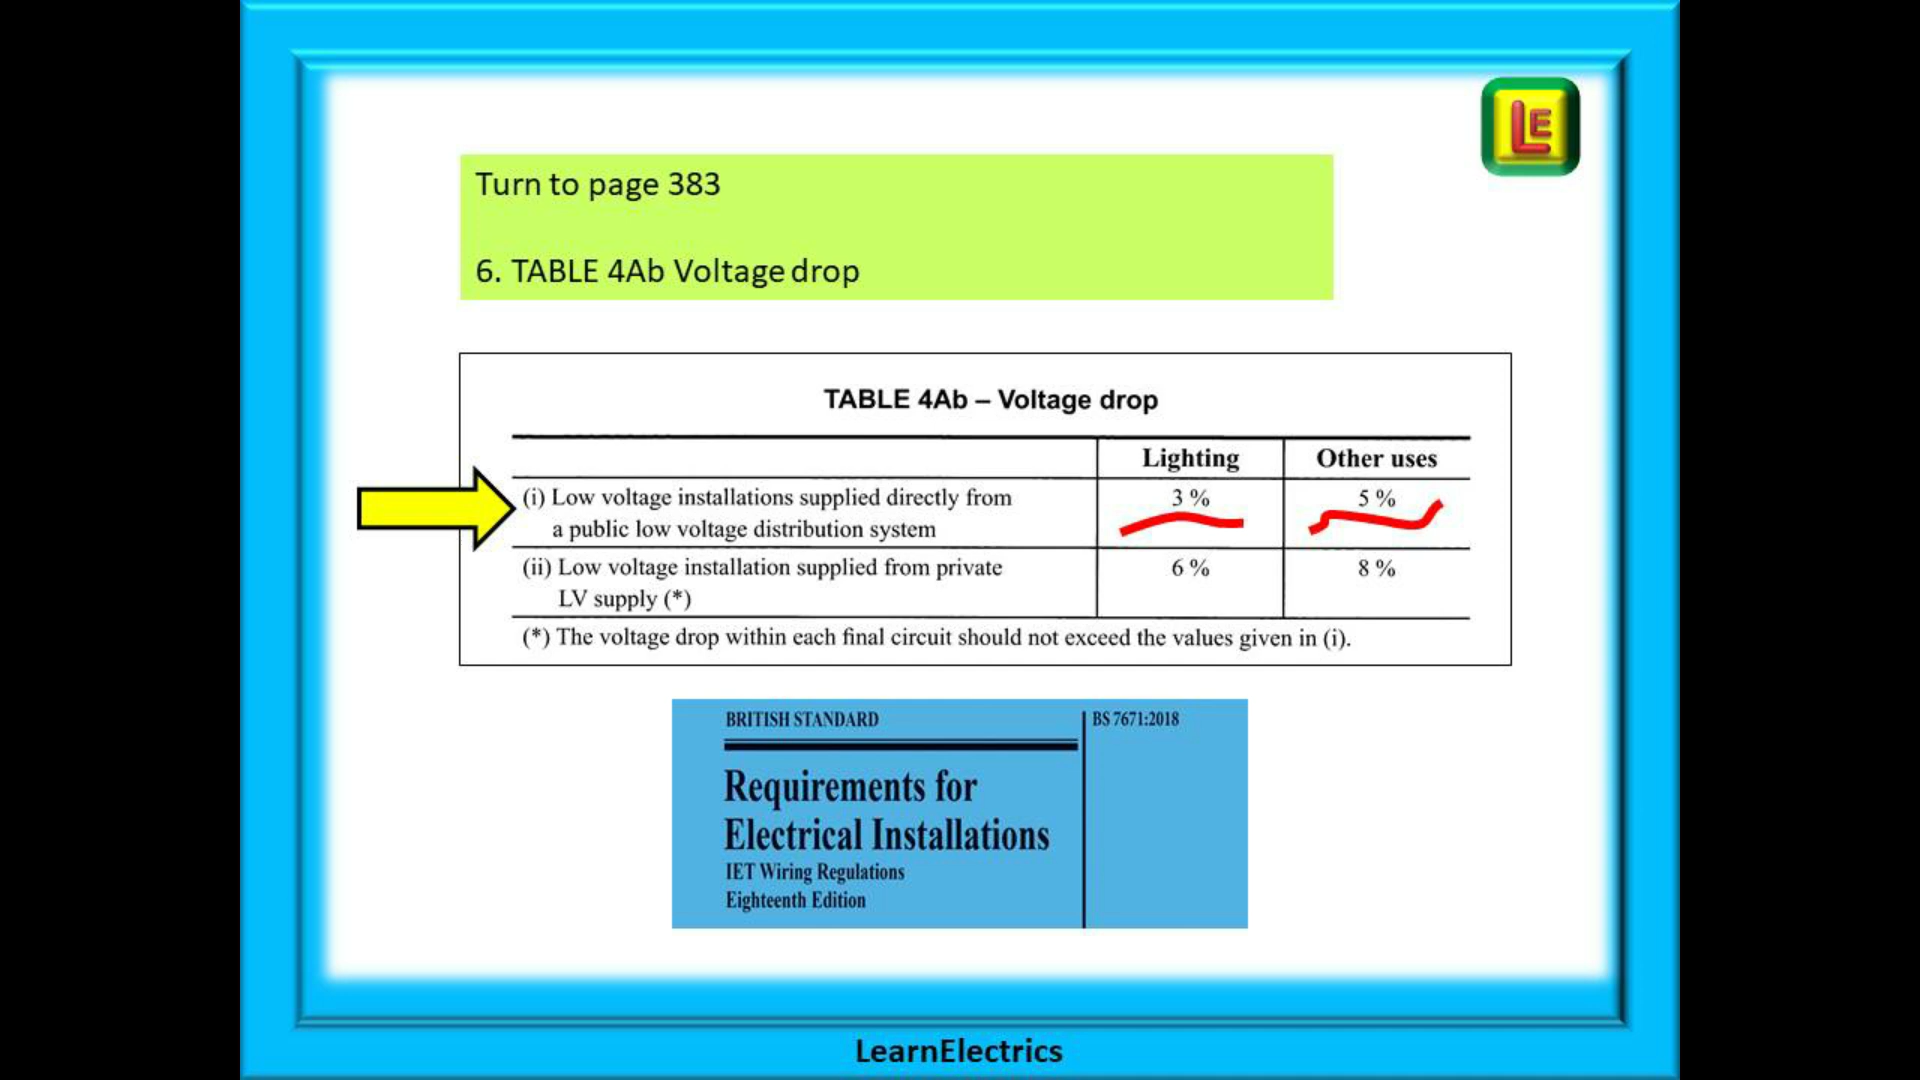 LE
Turn to page 383
6. TABLE 4Ab Voltage drop
TABLE 4Ab – Voltage drop
Lighting Other uses
(i) Low voltage installations supplied directly from 3 % 5 %
a public low voltage distribution system
(ii) Low voltage installation supplied from private 6 % 8 %
LV supply (*)
(*) The voltage drop within each final circuit should not exceed the values given in (i).
BRITISH STANDARD BS 7671:2018
Requirements for
Electrical Installations
IET Wiring Regulations
Eighteenth Edition
LearnElectrics